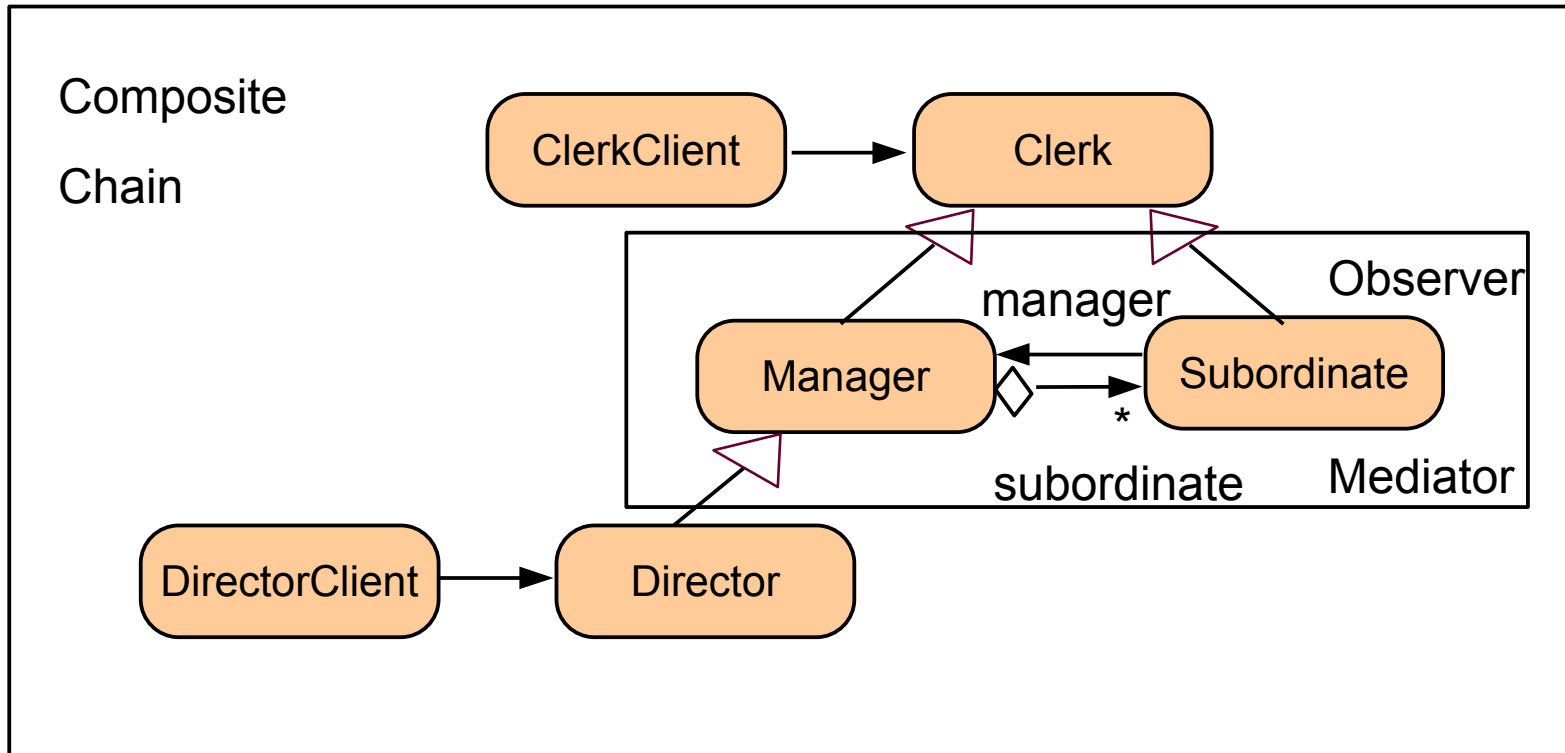 Composite
ClerkClient
Clerk
Chain
Observer
manager
Manager
Subordinate
*
subordinate
Mediator
DirectorClient
Director